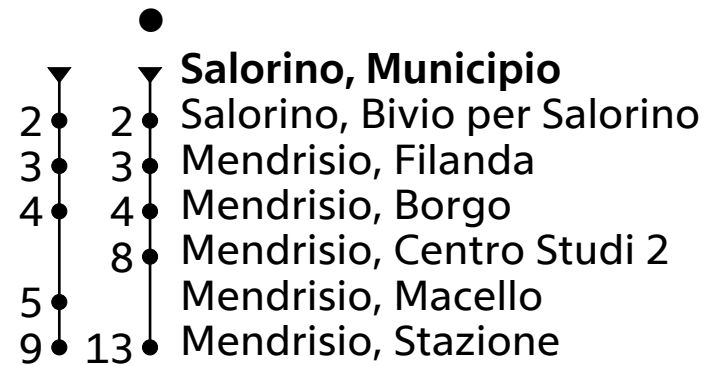 Salorino, Municipio
2 2 Salorino, Bivio per Salorino
3 3 Mendrisio, Filanda
4 4 Mendrisio, Borgo
8 Mendrisio, Centro Studi 2
5 Mendrisio, Macello
9 13 Mendrisio, Stazione